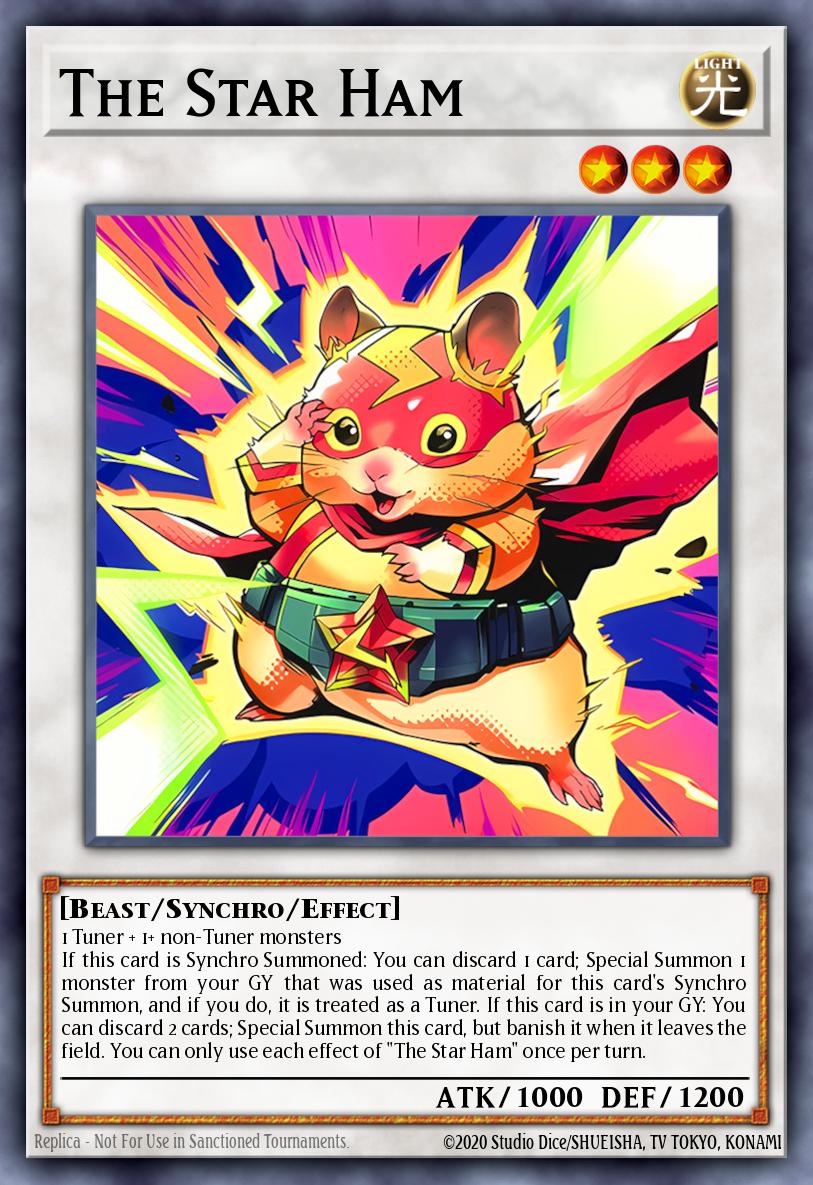 The Star Ham
LIGHT
光
[Beast/Synchro/Effect]
1 Tuner + 1+ non-Tuner monsters
If this card is Synchro Summoned: You can discard 1 card; Special Summon 1
monster from your GY that was used as material for this card's Synchro
Summon, and if you do, it is treated as a Tuner. If this card is in your GY: You
can discard 2 cards; Special Summon this card, but banish it when it leaves the
field. You can only use each effect of "The Star Ham" once per turn.
ATK/1000 DEF/1200
Replica - Not For Use in Sanctioned Tournaments.
©2020 Studio Dice/SHUEISHA, TV TOKYO, KONAMI